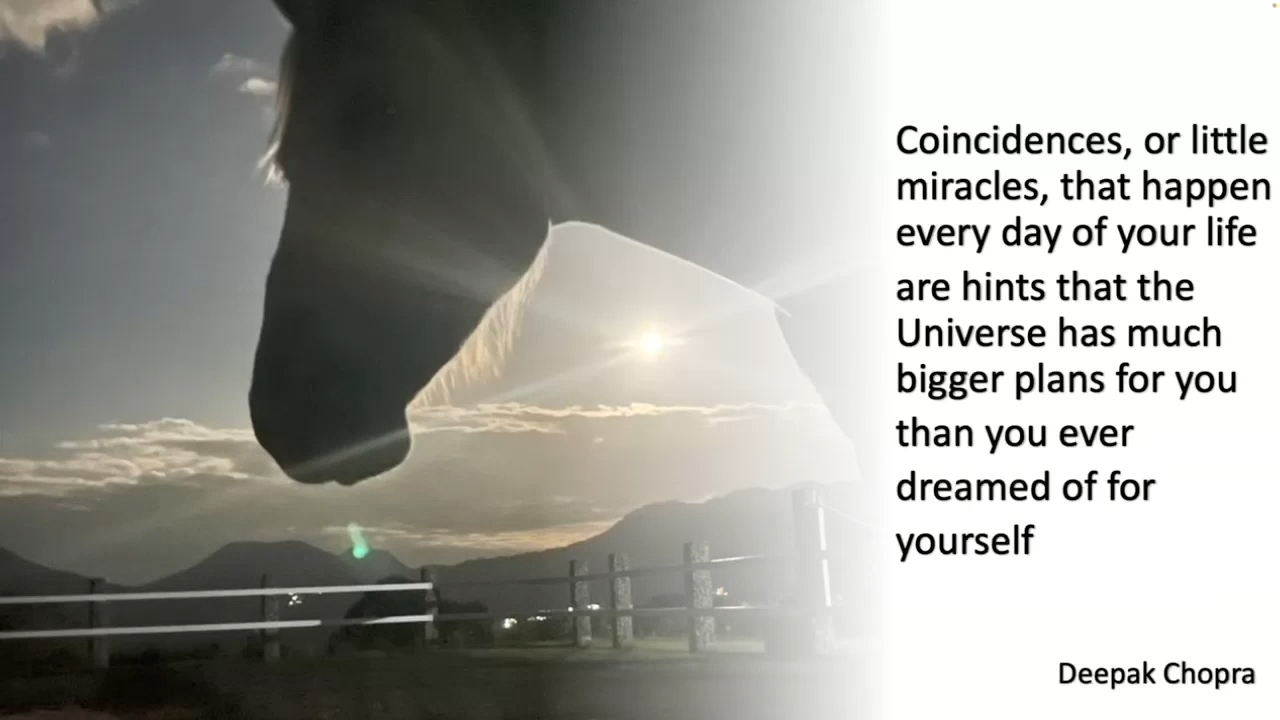 Coincidences, or little
miracles, that happen
every day of your life
are hints that the
Universe has much
bigger plans for you
than you ever
dreamed of for
yourself
Deepak Chopra